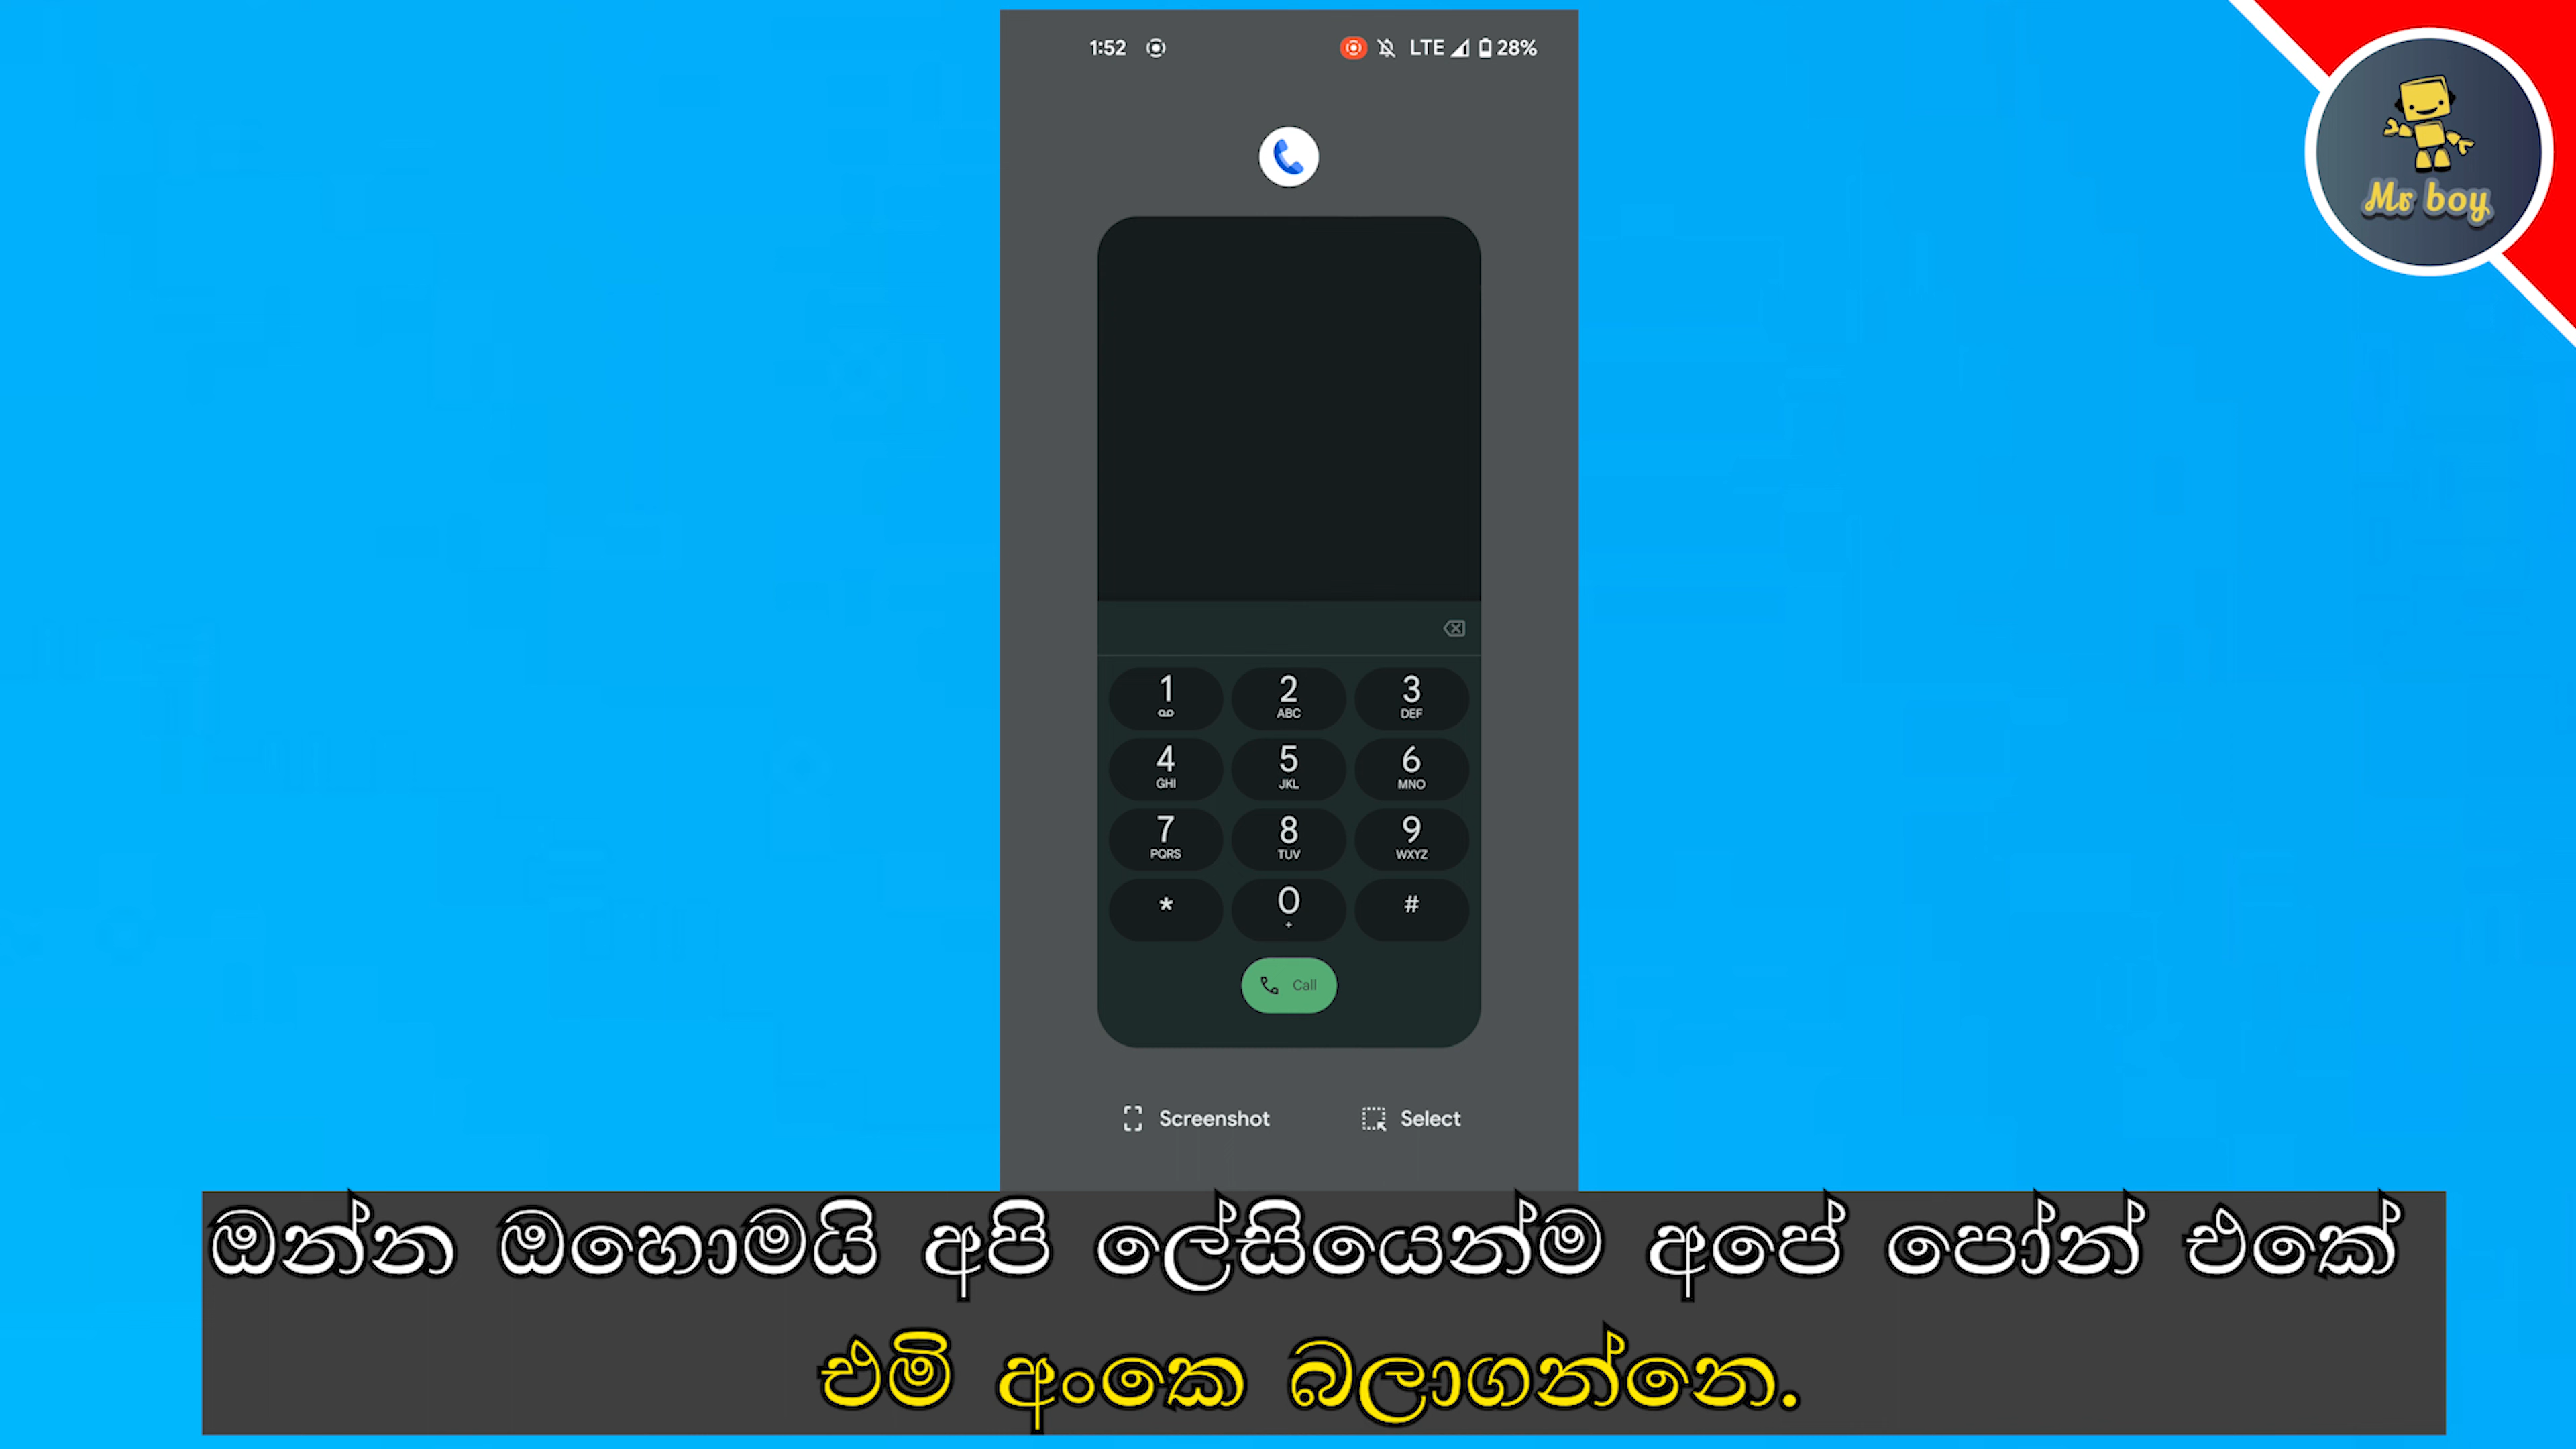 1:52 LTE 28%
Mr boy
1 2 3
ABC DEF
4 5 6
GHI JKL MNO
7 8 9
PQRS TUV WXYZ
* 0 #
+
Call
Screenshot Select
ඔන්න ඔහොමයි අපි ලේසියෙන්ම අපේ පෝන් එකේ
එම් අංකෙ බලාගන්නෙ.